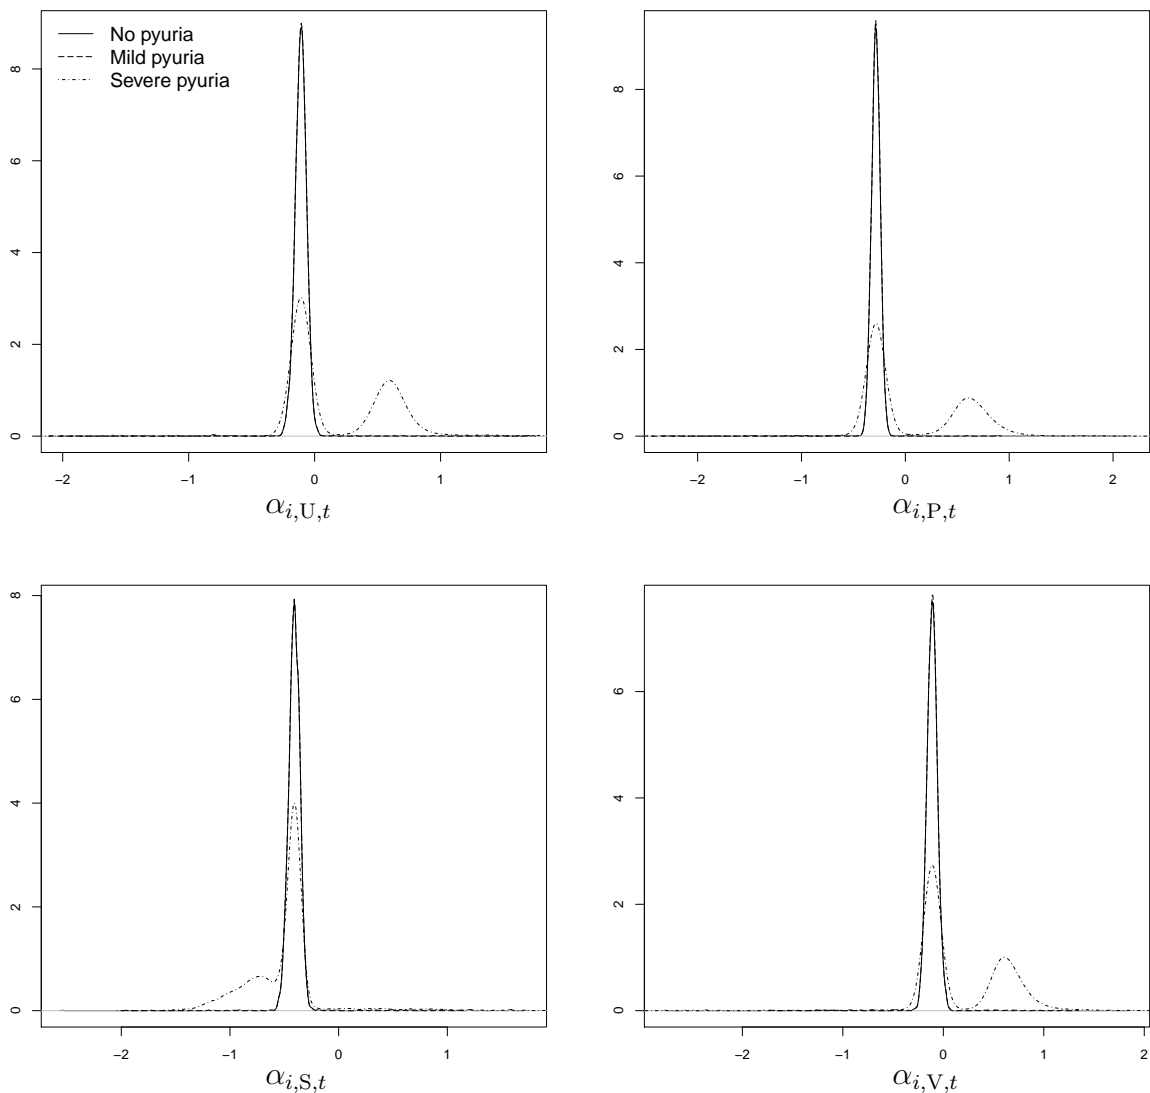 No pyuria
Mild pyuria
Severe pyuria
8
6
4
2
0
−2 −1 0 1
α_{i,U,t}
8
6
4
2
0
−2 −1 0 1 2
α_{i,P,t}
8
6
4
2
0
−2 −1 0 1
α_{i,S,t}
6
4
2
0
−2 −1 0 1 2
α_{i,V,t}